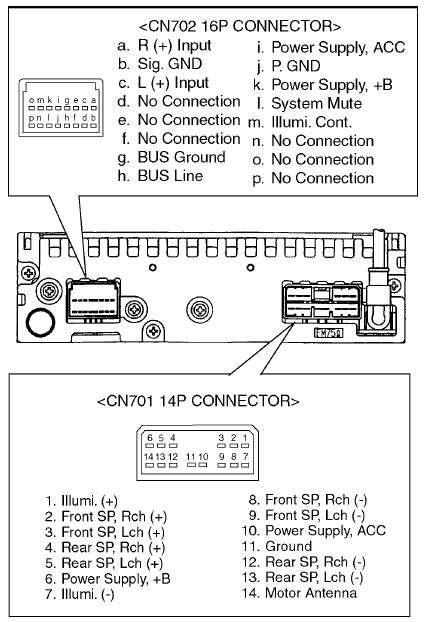 <CN702 16P CONNECTOR>
a. R (+) Input
b. Sig. GND
c. L (+) Input
d. No Connection
e. No Connection
f. No Connection
g. BUS Ground
h. BUS Line
i. Power Supply, ACC
j. P. GND
k. Power Supply, +B
l. System Mute
m. Illumi. Cont.
n. No Connection
o. No Connection
p. No Connection
o m k i g e c a
p n l j h f d b
FM75Ω
<CN701 14P CONNECTOR>
6 5 4 3 2 1
14 13 12 11 10 9 8 7
1. Illumi. (+)
2. Front SP, Rch (+)
3. Front SP, Lch (+)
4. Rear SP, Rch (+)
5. Rear SP, Lch (+)
6. Power Supply, +B
7. Illumi. (-)
8. Front SP, Rch (-)
9. Front SP, Lch (-)
10. Power Supply, ACC
11. Ground
12. Rear SP, Rch (-)
13. Rear SP, Lch (-)
14. Motor Antenna